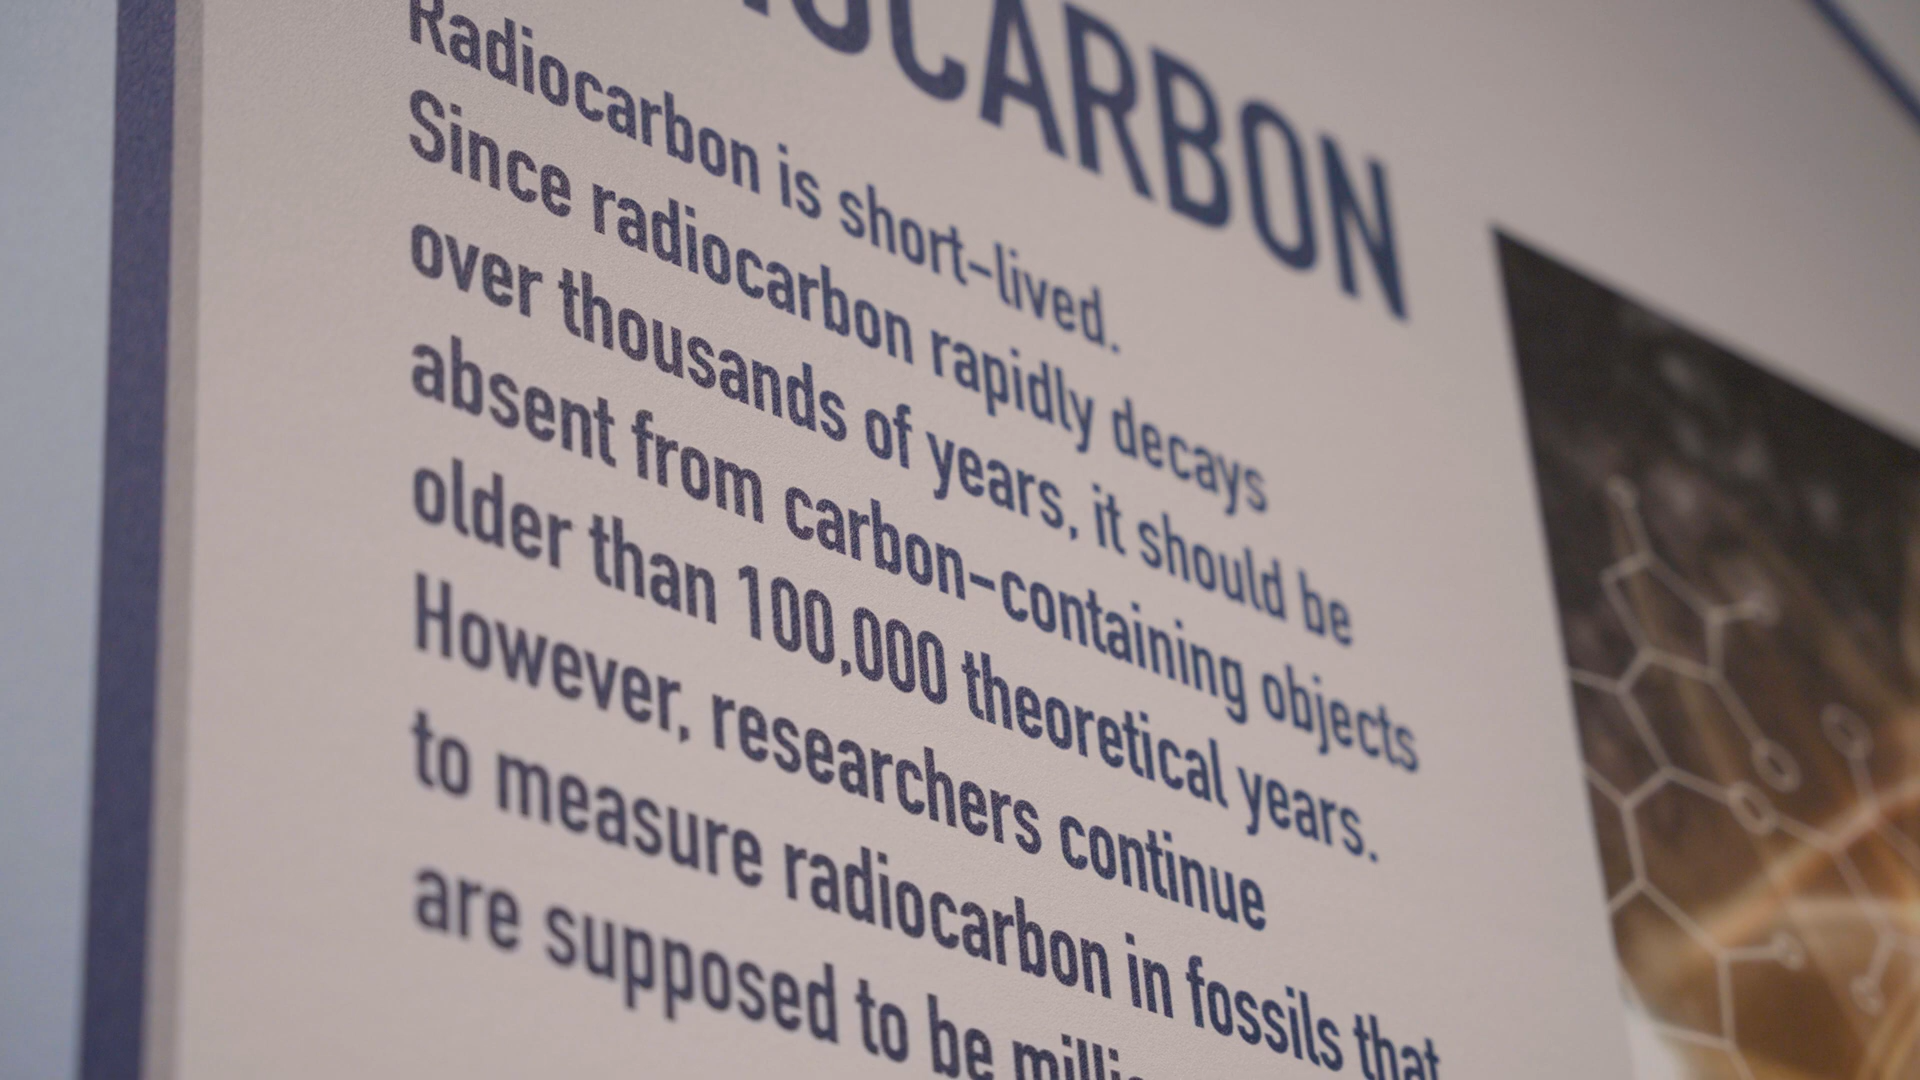 OCARBON
Radiocarbon is short-lived.
Since radiocarbon rapidly decays
over thousands of years, it should be
absent from carbon-containing objects
older than 100,000 theoretical years.
However, researchers continue
to measure radiocarbon in fossils that
are supposed to be